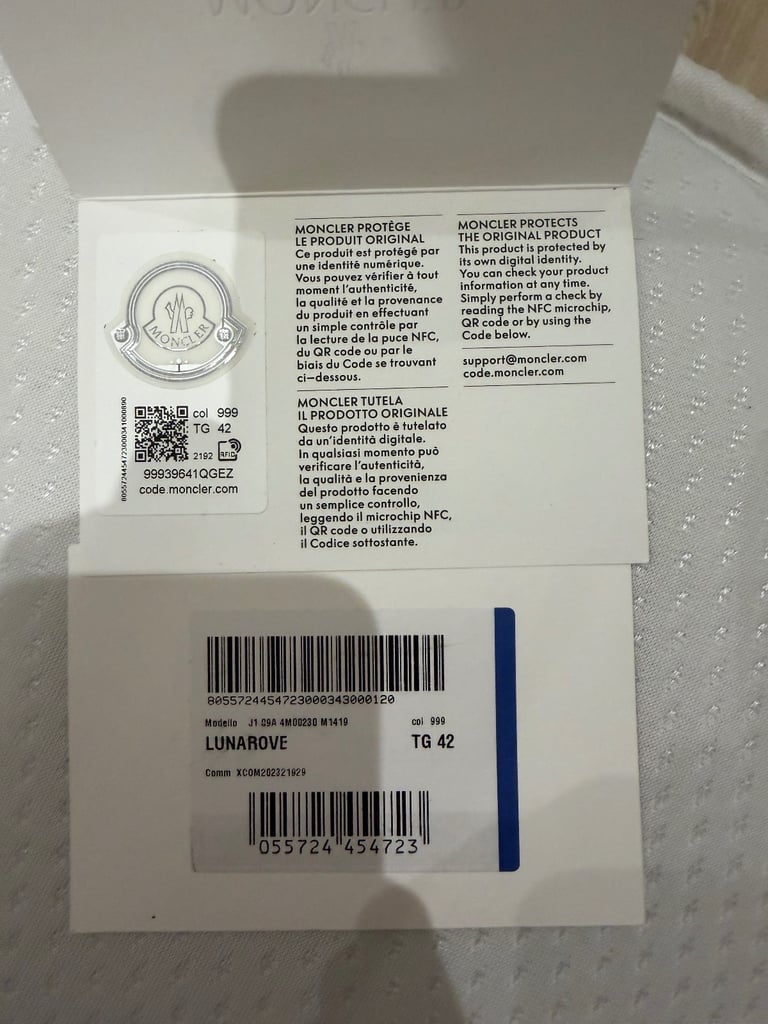 MONCLER
MONCLER
8055724454723000341000890
col 999
TG 42
2192 RFID
99939641QGEZ
code.moncler.com
MONCLER PROTÈGE
LE PRODUIT ORIGINAL
Ce produit est protégé par
une identité numérique.
Vous pouvez vérifier à tout
moment l'authenticité,
la qualité et la provenance
du produit en effectuant
un simple contrôle par
la lecture de la puce NFC,
du QR code ou par le
biais du Code se trouvant
ci-dessous.
MONCLER TUTELA
IL PRODOTTO ORIGINALE
Questo prodotto è tutelato
da un'identità digitale.
In qualsiasi momento può
verificare l'autenticità,
la qualità e la provenienza
del prodotto facendo
un semplice controllo,
leggendo il microchip NFC,
il QR code o utilizzando
il Codice sottostante.
MONCLER PROTECTS
THE ORIGINAL PRODUCT
This product is protected by
its own digital identity.
You can check your product
information at any time.
Simply perform a check by
reading the NFC microchip,
QR code or by using the
Code below.
support@moncler.com
code.moncler.com
8055724454723000343000120
Modello J1 09A 4M00230 M1419 col 999
LUNAROVE TG 42
Comm XCOM202321929
055724 454723